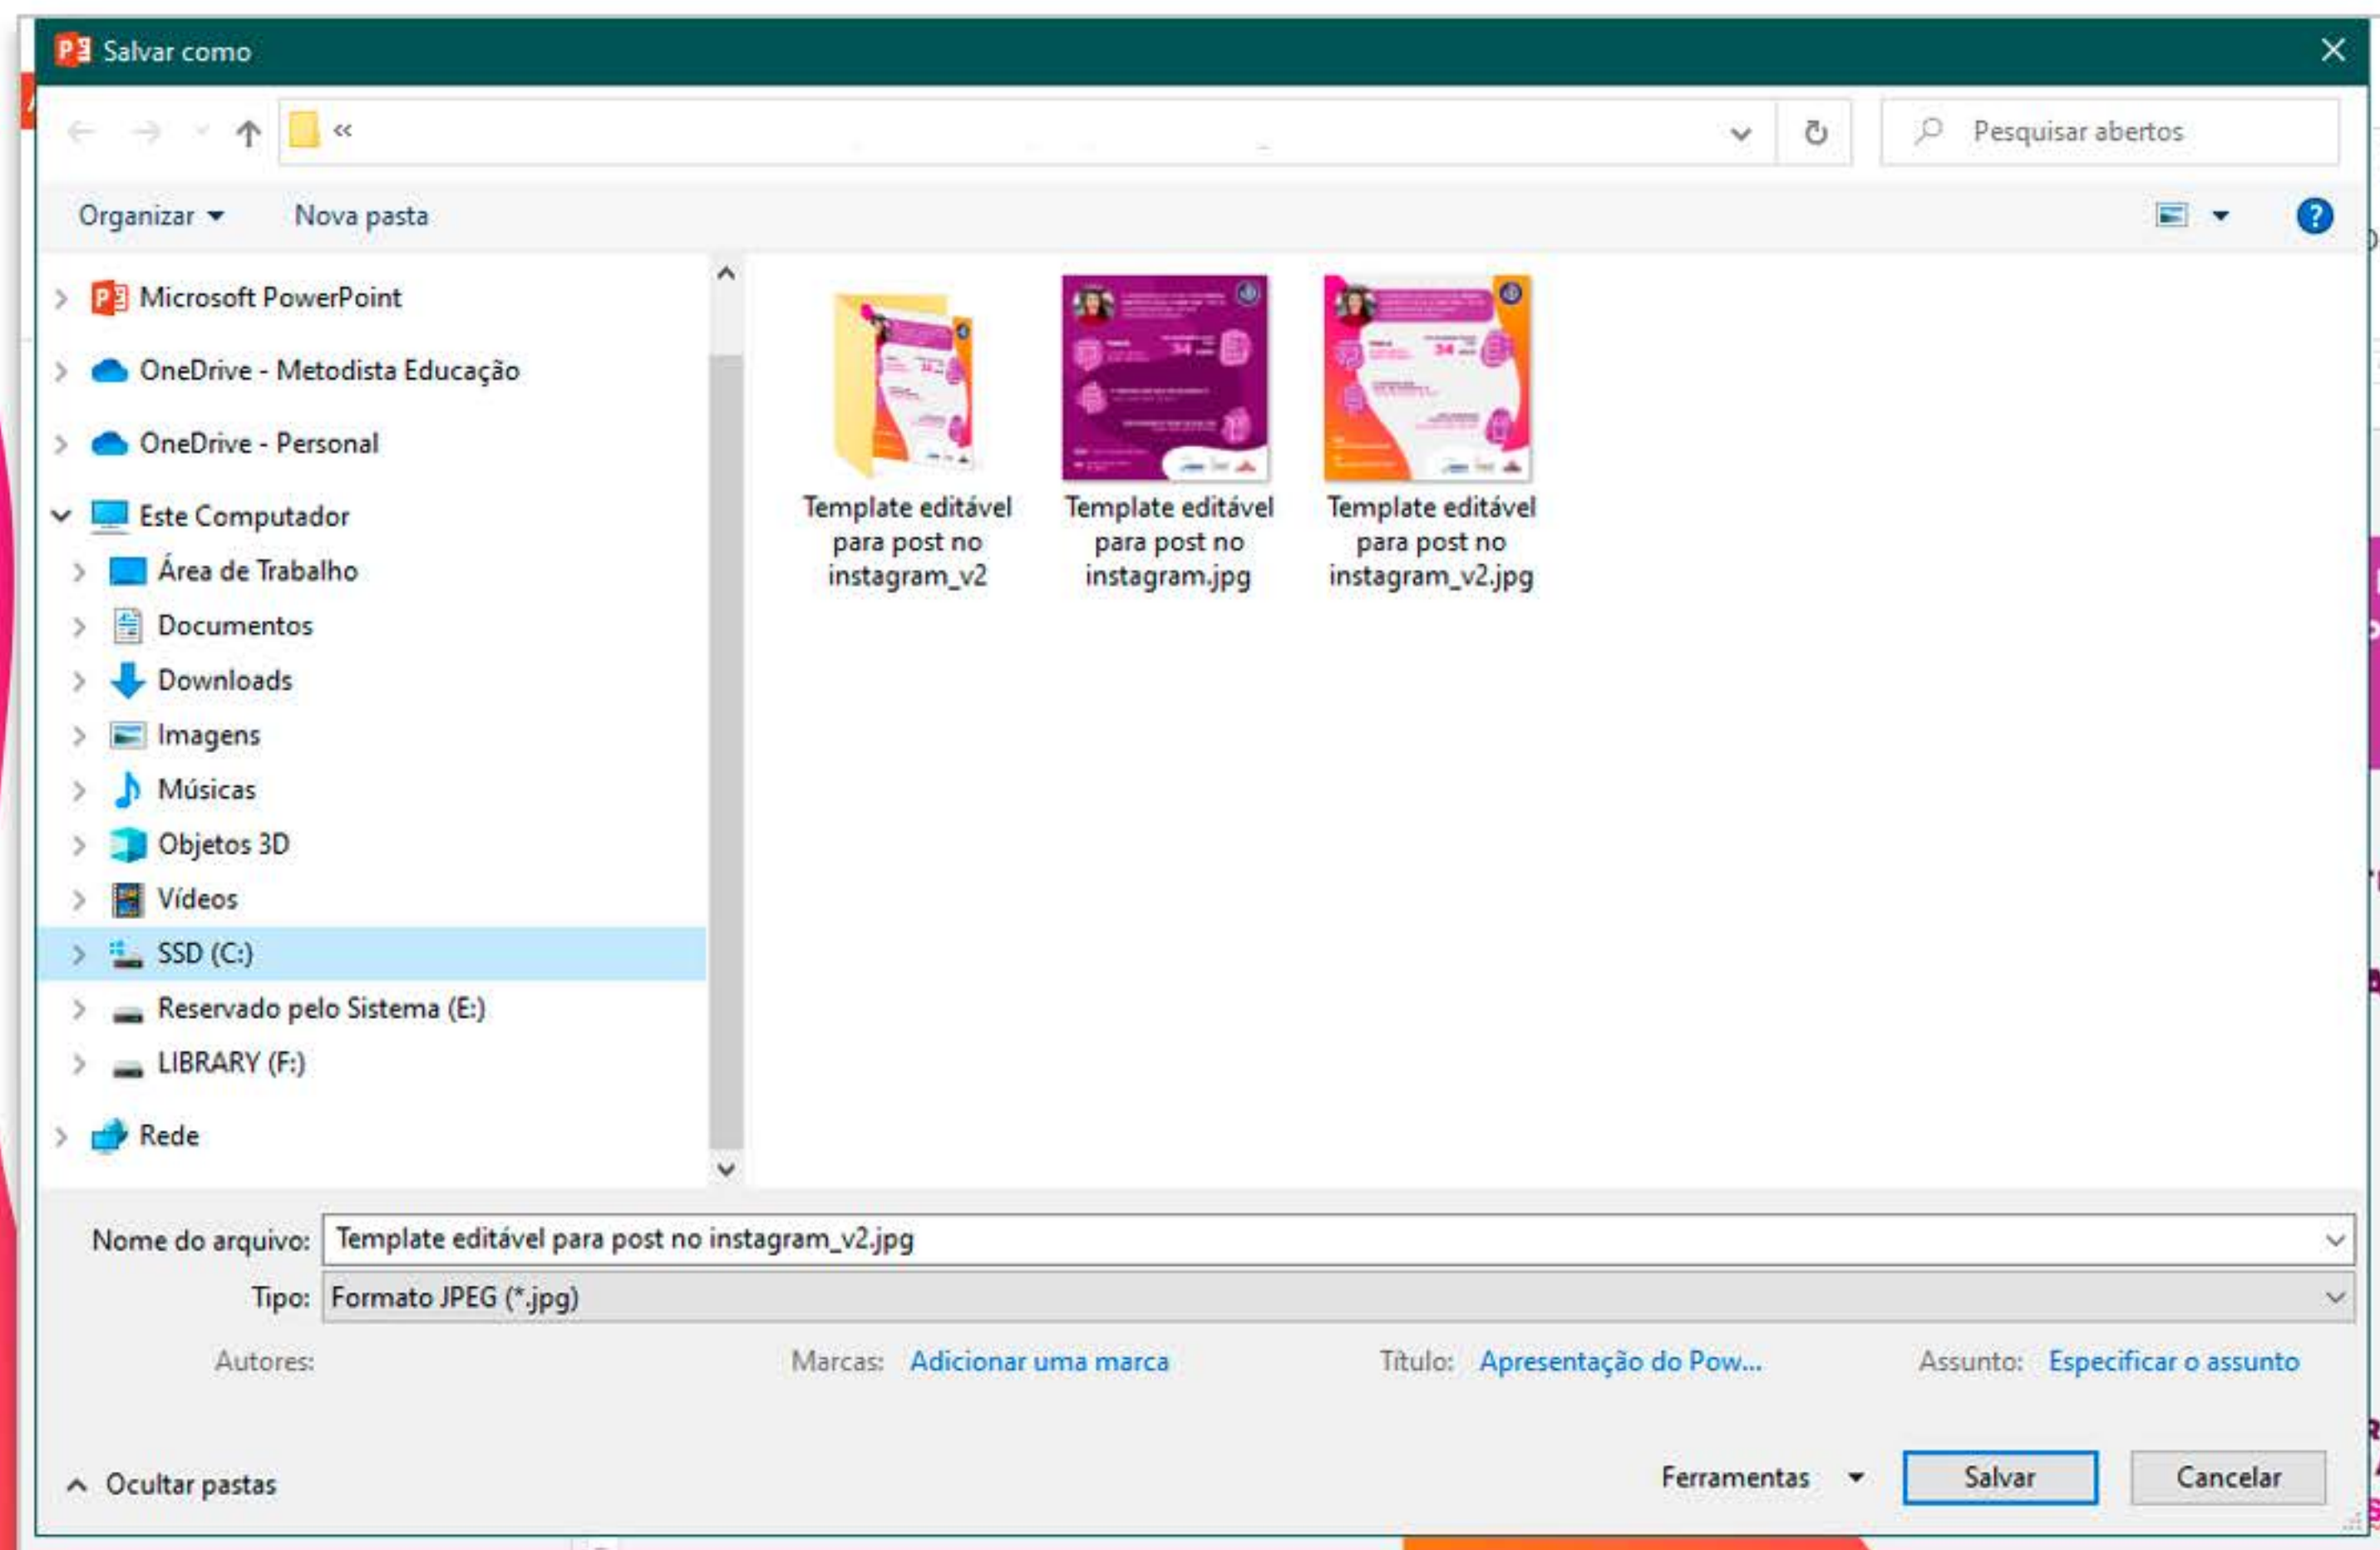 Salvar como
«
Pesquisar abertos
Organizar
Nova pasta
Microsoft PowerPoint
OneDrive - Metodista Educação
OneDrive - Personal
Este Computador
Área de Trabalho
Documentos
Downloads
Imagens
Músicas
Objetos 3D
Vídeos
SSD (C:)
Reservado pelo Sistema (E:)
LIBRARY (F:)
Rede
34
34
Template editável
para post no
instagram_v2
Template editável
para post no
instagram.jpg
Template editável
para post no
instagram_v2.jpg
Nome do arquivo: Template editável para post no instagram_v2.jpg
Tipo: Formato JPEG (*.jpg)
Autores:
Marcas: Adicionar uma marca
Título: Apresentação do Pow...
Assunto: Especificar o assunto
Ocultar pastas
Ferramentas
Salvar
Cancelar